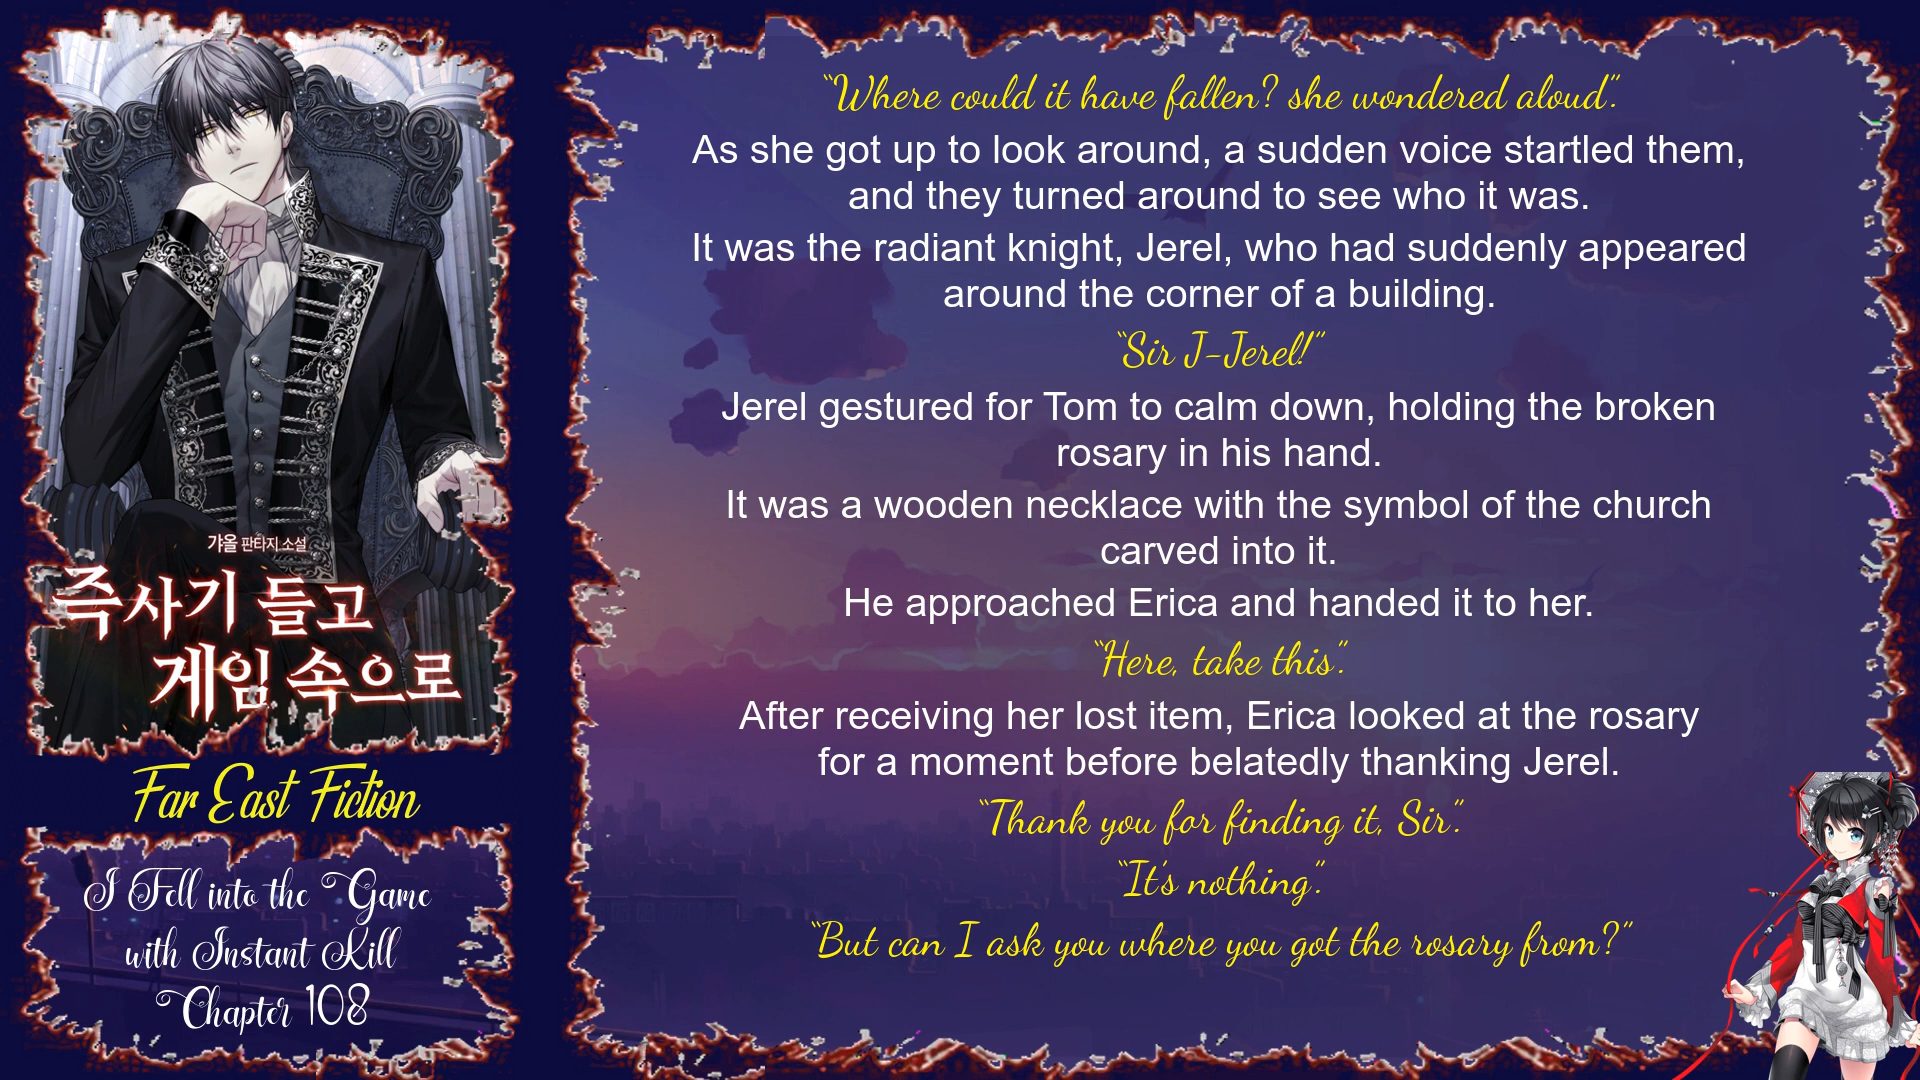 갸올 판타지 소설
즉사기 들고
게임 속으로
Far East Fiction
I Fell into the Game
with Instant Kill
Chapter 108
“Where could it have fallen? she wondered aloud”.
As she got up to look around, a sudden voice startled them,
and they turned around to see who it was.
It was the radiant knight, Jerel, who had suddenly appeared
around the corner of a building.
“Sir J-Jerel!”
Jerel gestured for Tom to calm down, holding the broken
rosary in his hand.
It was a wooden necklace with the symbol of the church
carved into it.
He approached Erica and handed it to her.
“Here, take this”.
After receiving her lost item, Erica looked at the rosary
for a moment before belatedly thanking Jerel.
“Thank you for finding it, Sir”.
“It's nothing”.
“But can I ask you where you got the rosary from?”